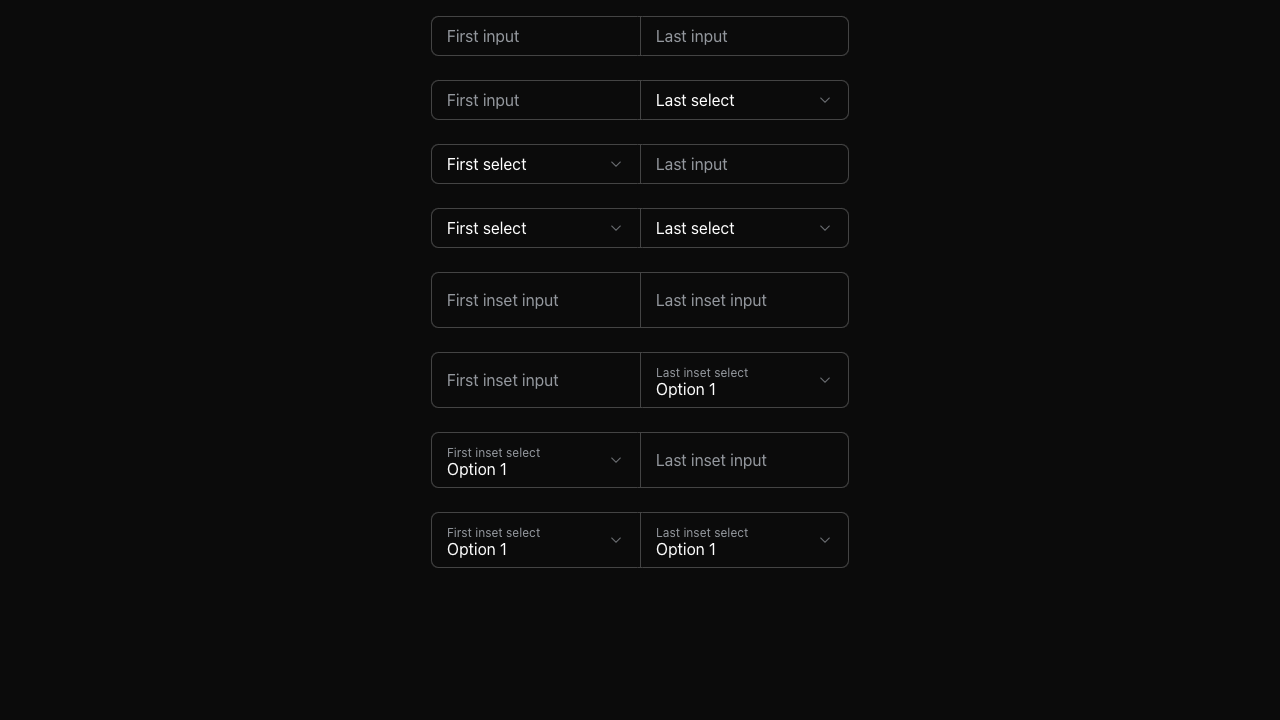 First input
Last input
First input
Last select
First select
Last input
First select
Last select
First inset input
Last inset input
First inset input
Last inset select
Option 1
First inset select
Option 1
Last inset input
First inset select
Option 1
Last inset select
Option 1